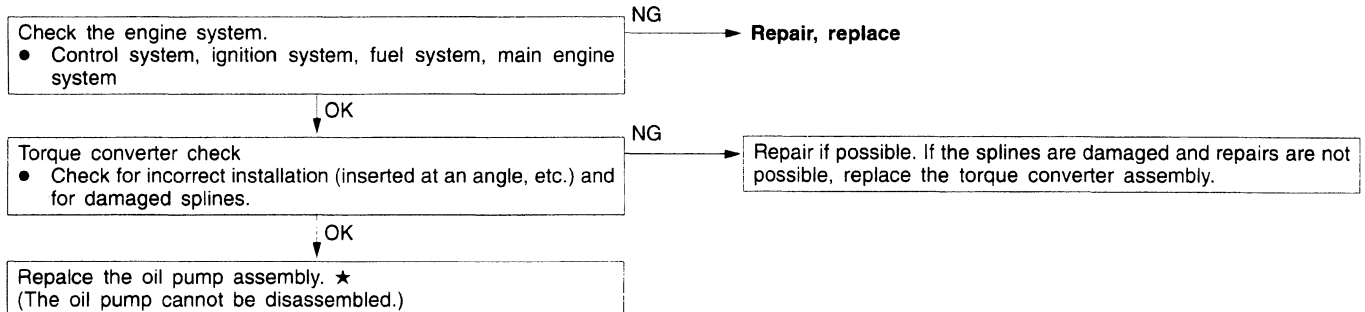 Check the engine system.
NG
Repair, replace
● Control system, ignition system, fuel system, main engine
system
OK
Torque converter check
NG
● Check for incorrect installation (inserted at an angle, etc.) and
for damaged splines.
Repair if possible. If the splines are damaged and repairs are not
possible, replace the torque converter assembly.
OK
Repalce the oil pump assembly. ★
(The oil pump cannot be disassembled.)